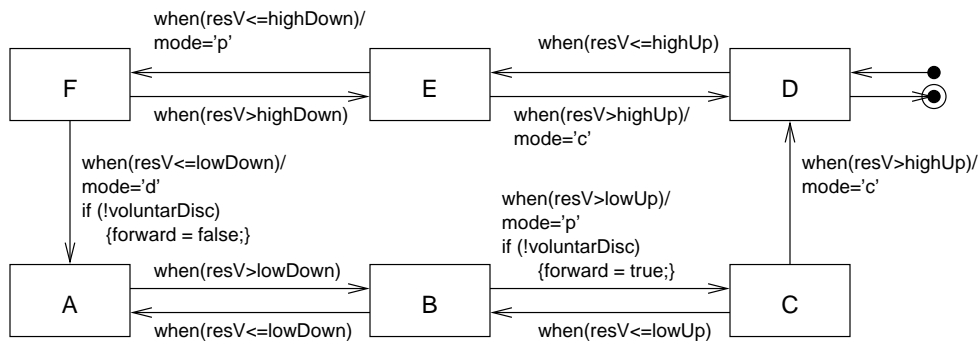 when(resV<=highDown)/
mode='p'
when(resV<=highUp)
F
E
D
when(resV>highDown)
when(resV>highUp)/
mode='c'
when(resV<=lowDown)/
mode='d'
if (!voluntarDisc)
{forward = false;}
when(resV>lowUp)/
mode='p'
if (!voluntarDisc)
{forward = true;}
when(resV>highUp)/
mode='c'
when(resV>lowDown)
A
B
C
when(resV<=lowDown)
when(resV<=lowUp)